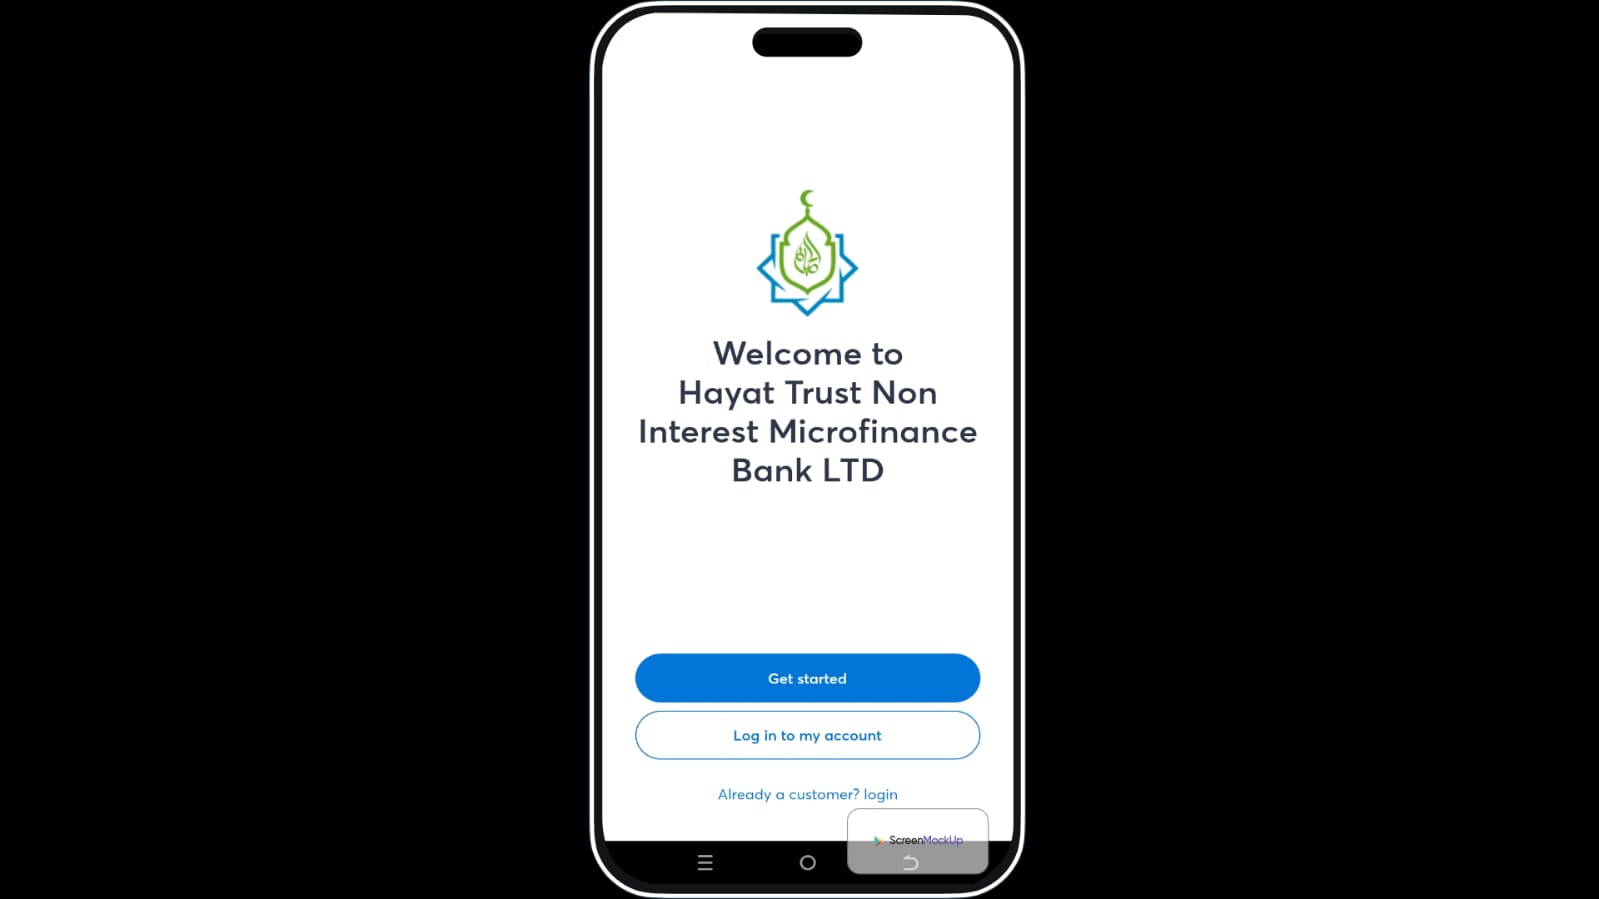 Welcome to
Hayat Trust Non
Interest Microfinance
Bank LTD
Get started
Log in to my account
Already a customer? login
ScreenMockUp